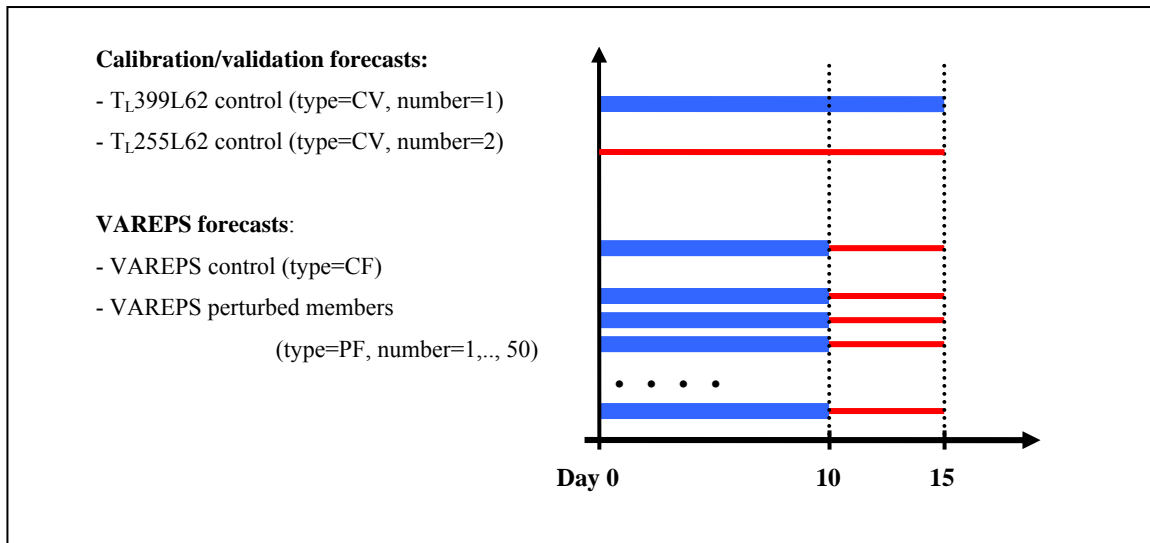 Calibration/validation forecasts:
- TL399L62 control (type=CV, number=1)
- TL255L62 control (type=CV, number=2)
VAREPS forecasts:
- VAREPS control (type=CF)
- VAREPS perturbed members
(type=PF, number=1,.., 50)
Day 0 10 15